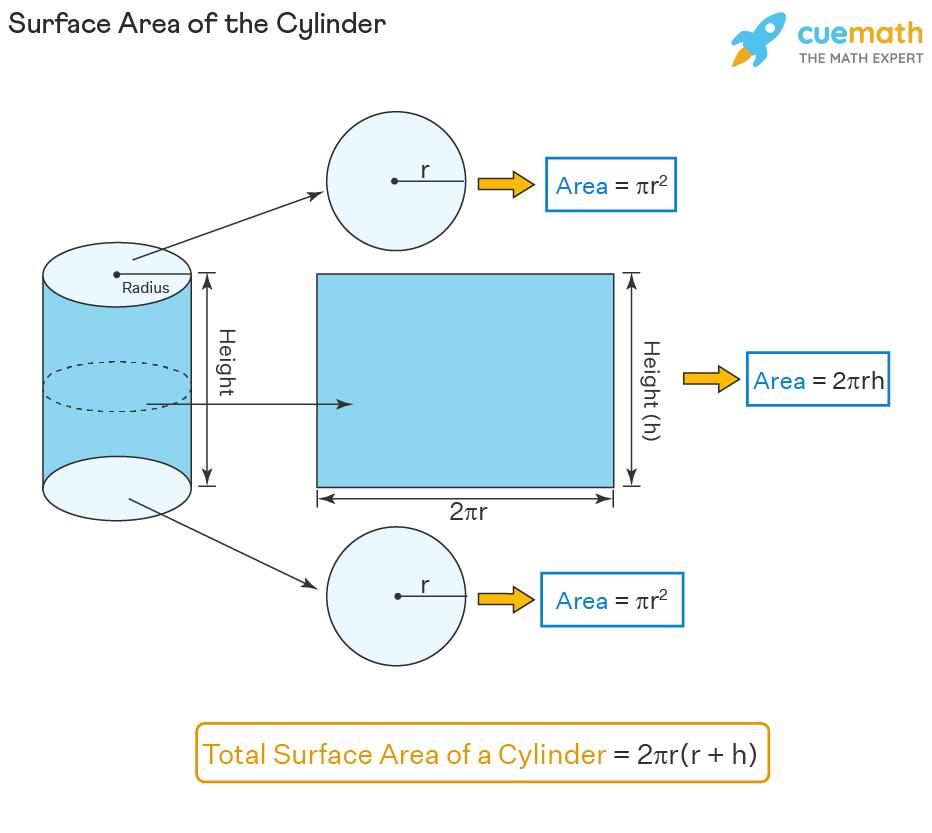 Surface Area of the Cylinder
cuemath
THE MATH EXPERT
r
Area = πr²
Radius
Height
Height (h)
Area = 2πrh
2πr
r
Area = πr²
Total Surface Area of a Cylinder = 2πr(r + h)